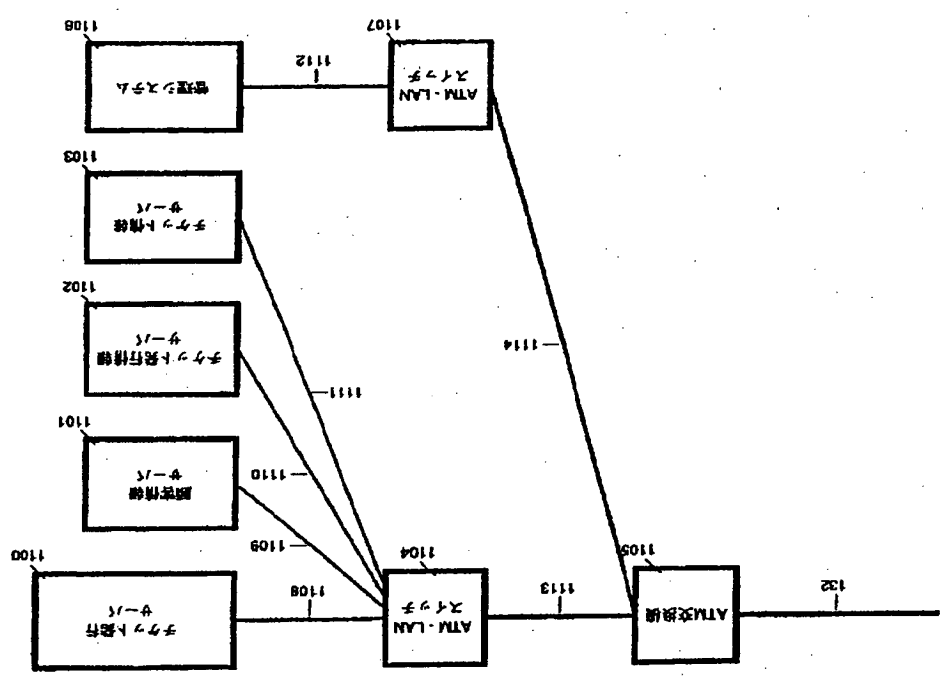 132
ATM交換機
1105
1113
ATM - LAN
スイッチ
1104
1108
チケット発行
サーバ
1100
1109
顧客情報
サーバ
1101
1110
チケット発行情報
サーバ
1102
1111
チケット情報
サーバ
1103
1114
ATM - LAN
スイッチ
1107
1112
管理システム
1106